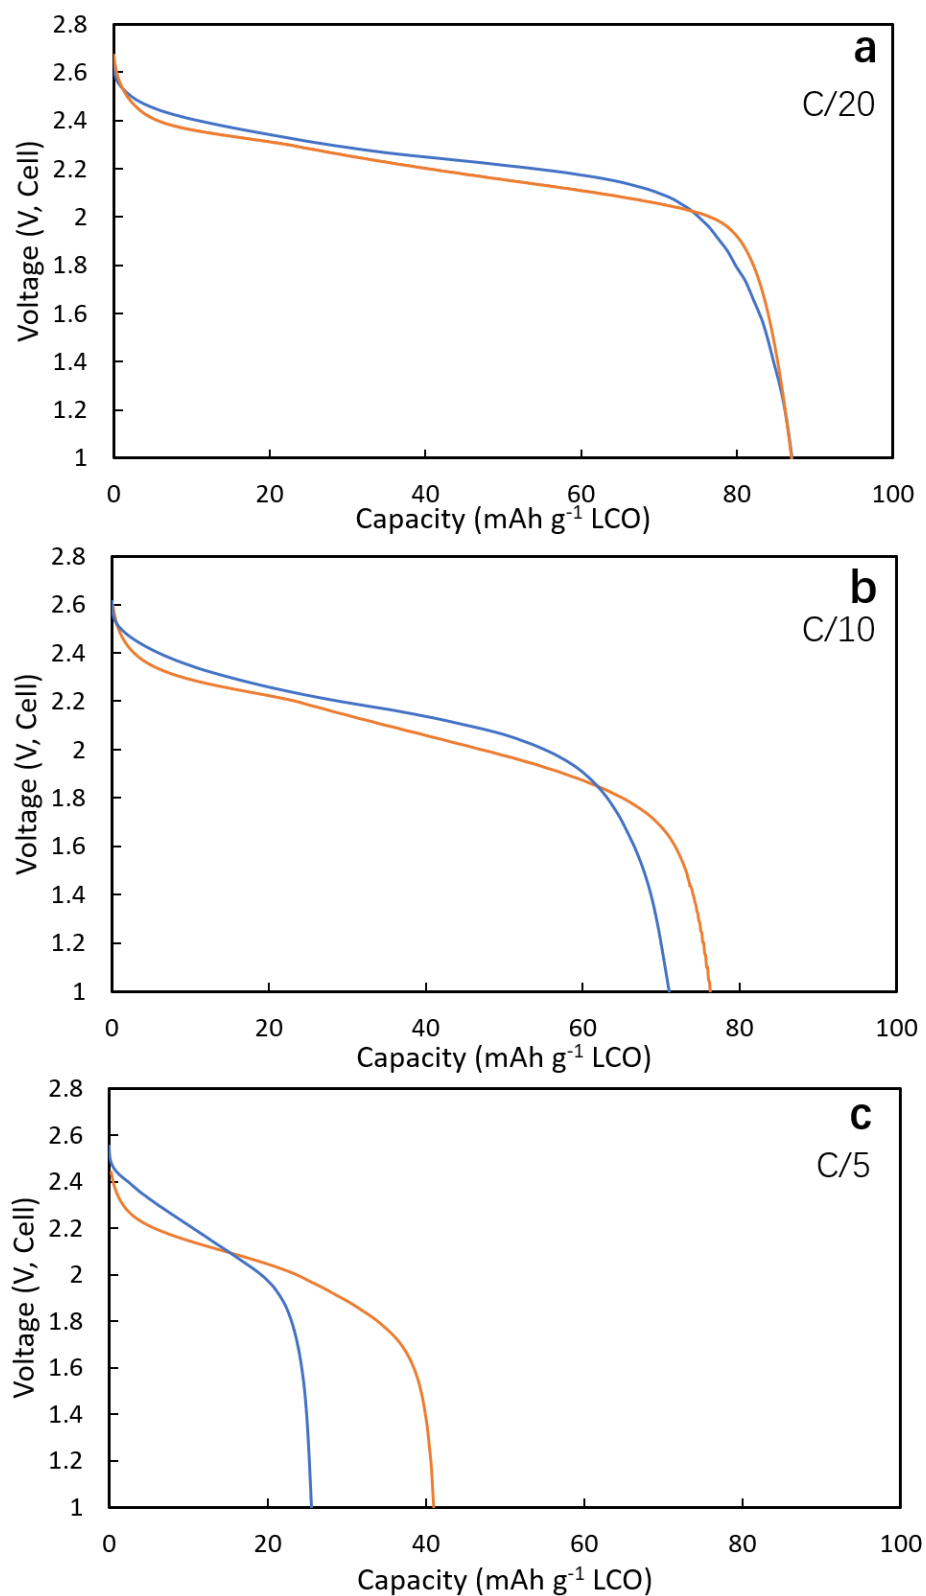 a
C/20
Voltage (V, Cell)
2.8
2.6
2.4
2.2
2
1.8
1.6
1.4
1.2
1
0 20 40 60 80 100
Capacity (mAh g⁻¹ LCO)
b
C/10
Voltage (V, Cell)
2.8
2.6
2.4
2.2
2
1.8
1.6
1.4
1.2
1
0 20 40 60 80 100
Capacity (mAh g⁻¹ LCO)
c
C/5
Voltage (V, Cell)
2.8
2.6
2.4
2.2
2
1.8
1.6
1.4
1.2
1
0 20 40 60 80 100
Capacity (mAh g⁻¹ LCO)